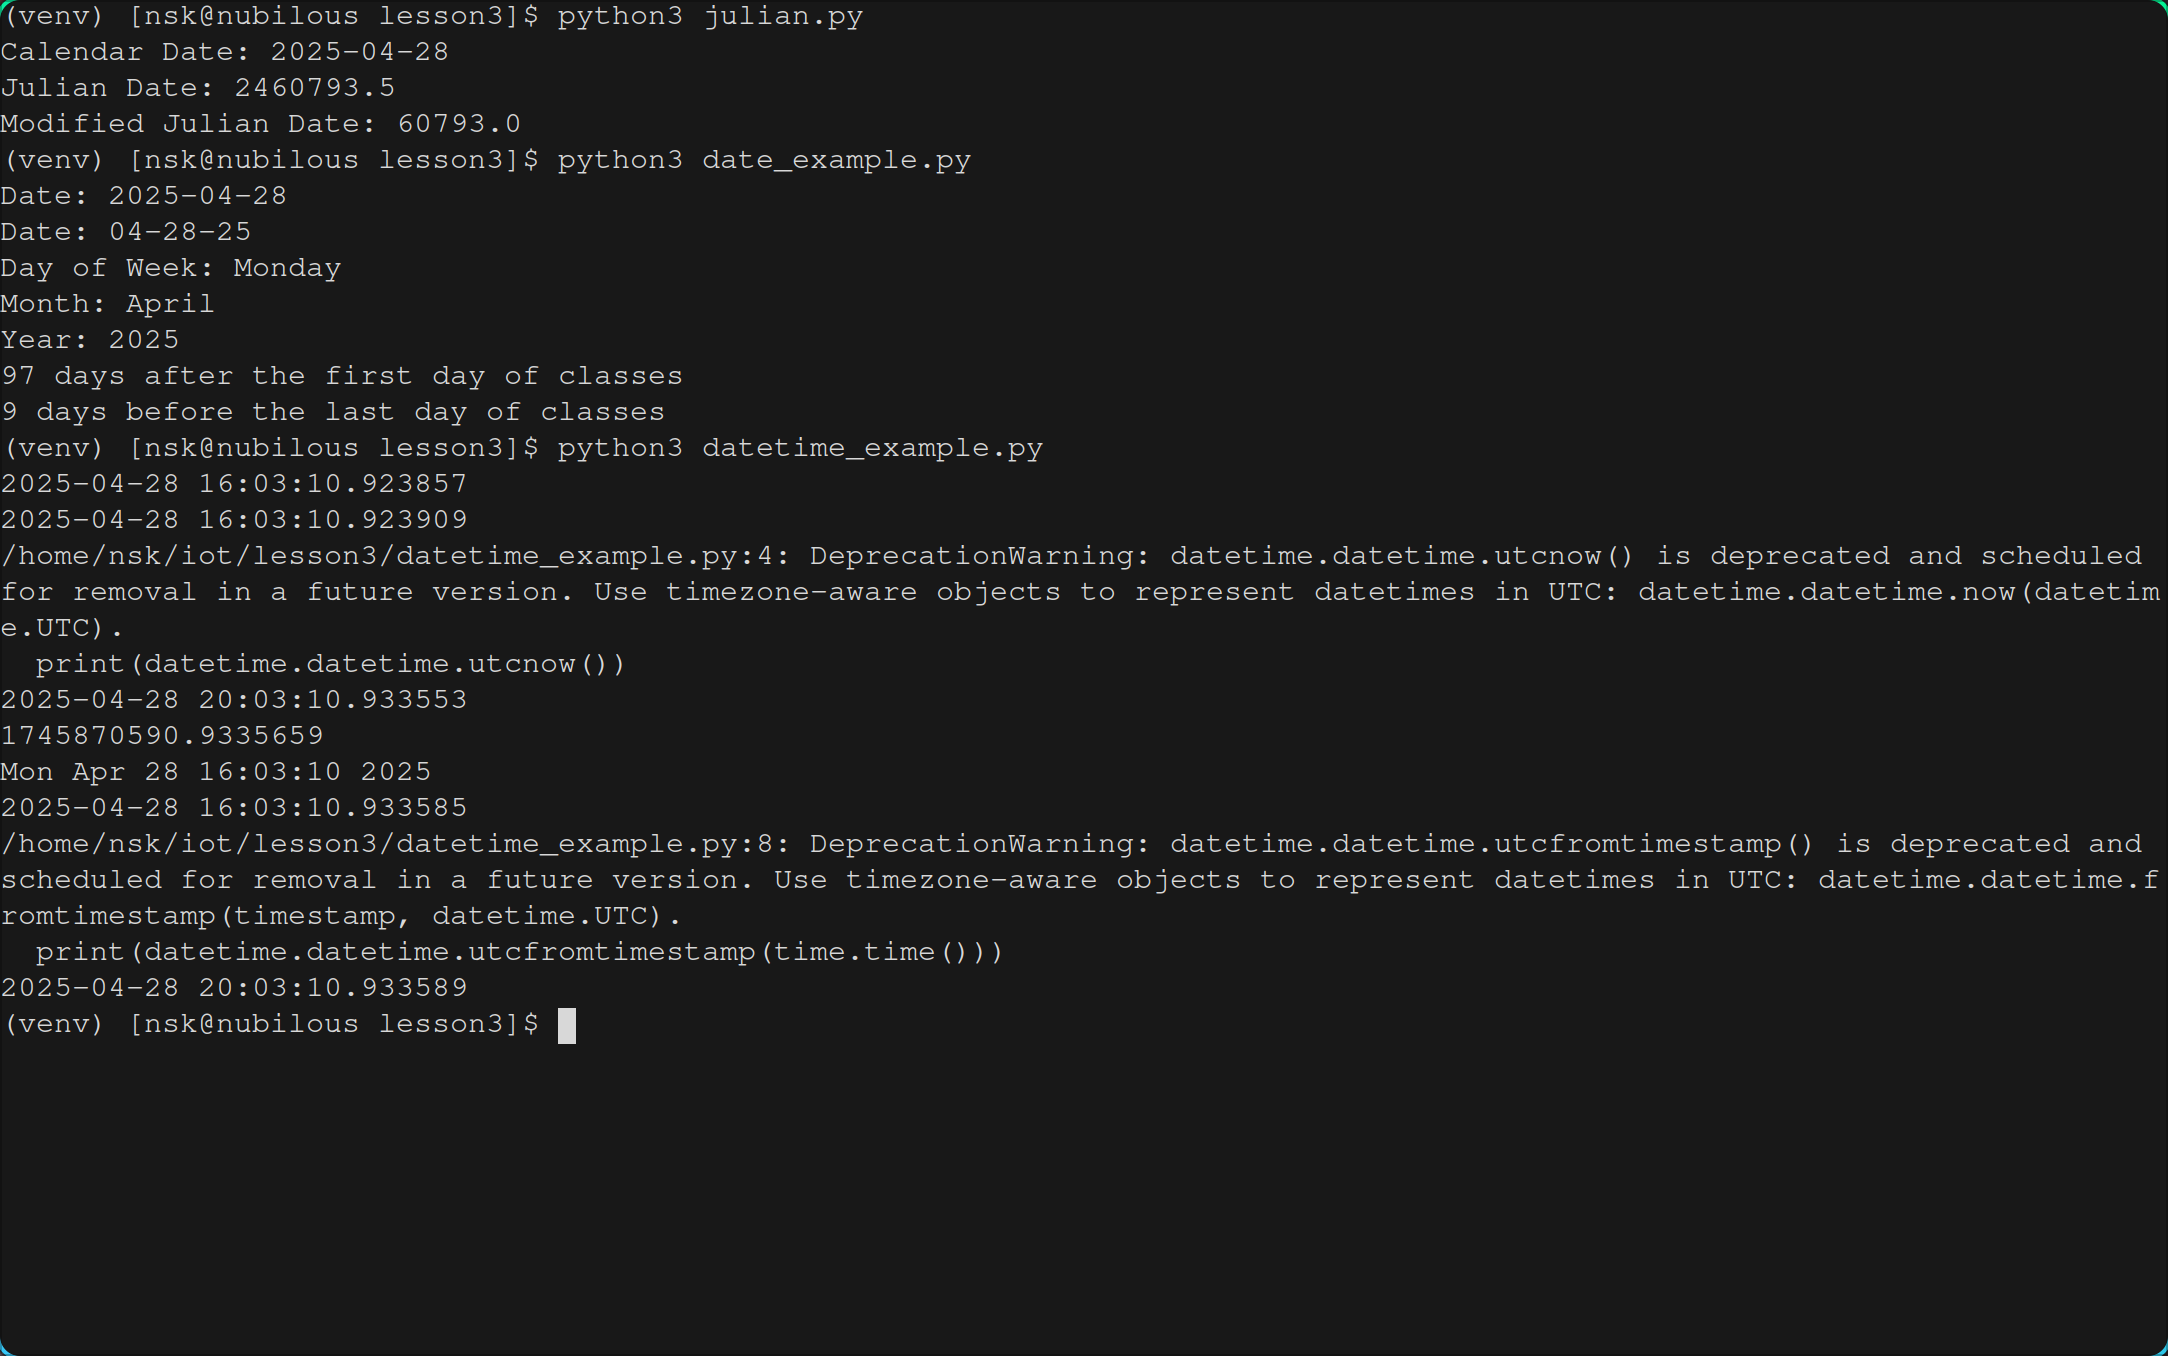 (venv) [nsk@nubilous lesson3]$ python3 julian.py
Calendar Date: 2025-04-28
Julian Date: 2460793.5
Modified Julian Date: 60793.0
(venv) [nsk@nubilous lesson3]$ python3 date_example.py
Date: 2025-04-28
Date: 04-28-25
Day of Week: Monday
Month: April
Year: 2025
97 days after the first day of classes
9 days before the last day of classes
(venv) [nsk@nubilous lesson3]$ python3 datetime_example.py
2025-04-28 16:03:10.923857
2025-04-28 16:03:10.923909
/home/nsk/iot/lesson3/datetime_example.py:4: DeprecationWarning: datetime.datetime.utcnow() is deprecated and scheduled
for removal in a future version. Use timezone-aware objects to represent datetimes in UTC: datetime.datetime.now(datetim
e.UTC).
  print(datetime.datetime.utcnow())
2025-04-28 20:03:10.933553
1745870590.9335659
Mon Apr 28 16:03:10 2025
2025-04-28 16:03:10.933585
/home/nsk/iot/lesson3/datetime_example.py:8: DeprecationWarning: datetime.datetime.utcfromtimestamp() is deprecated and
scheduled for removal in a future version. Use timezone-aware objects to represent datetimes in UTC: datetime.datetime.f
romtimestamp(timestamp, datetime.UTC).
  print(datetime.datetime.utcfromtimestamp(time.time()))
2025-04-28 20:03:10.933589
(venv) [nsk@nubilous lesson3]$